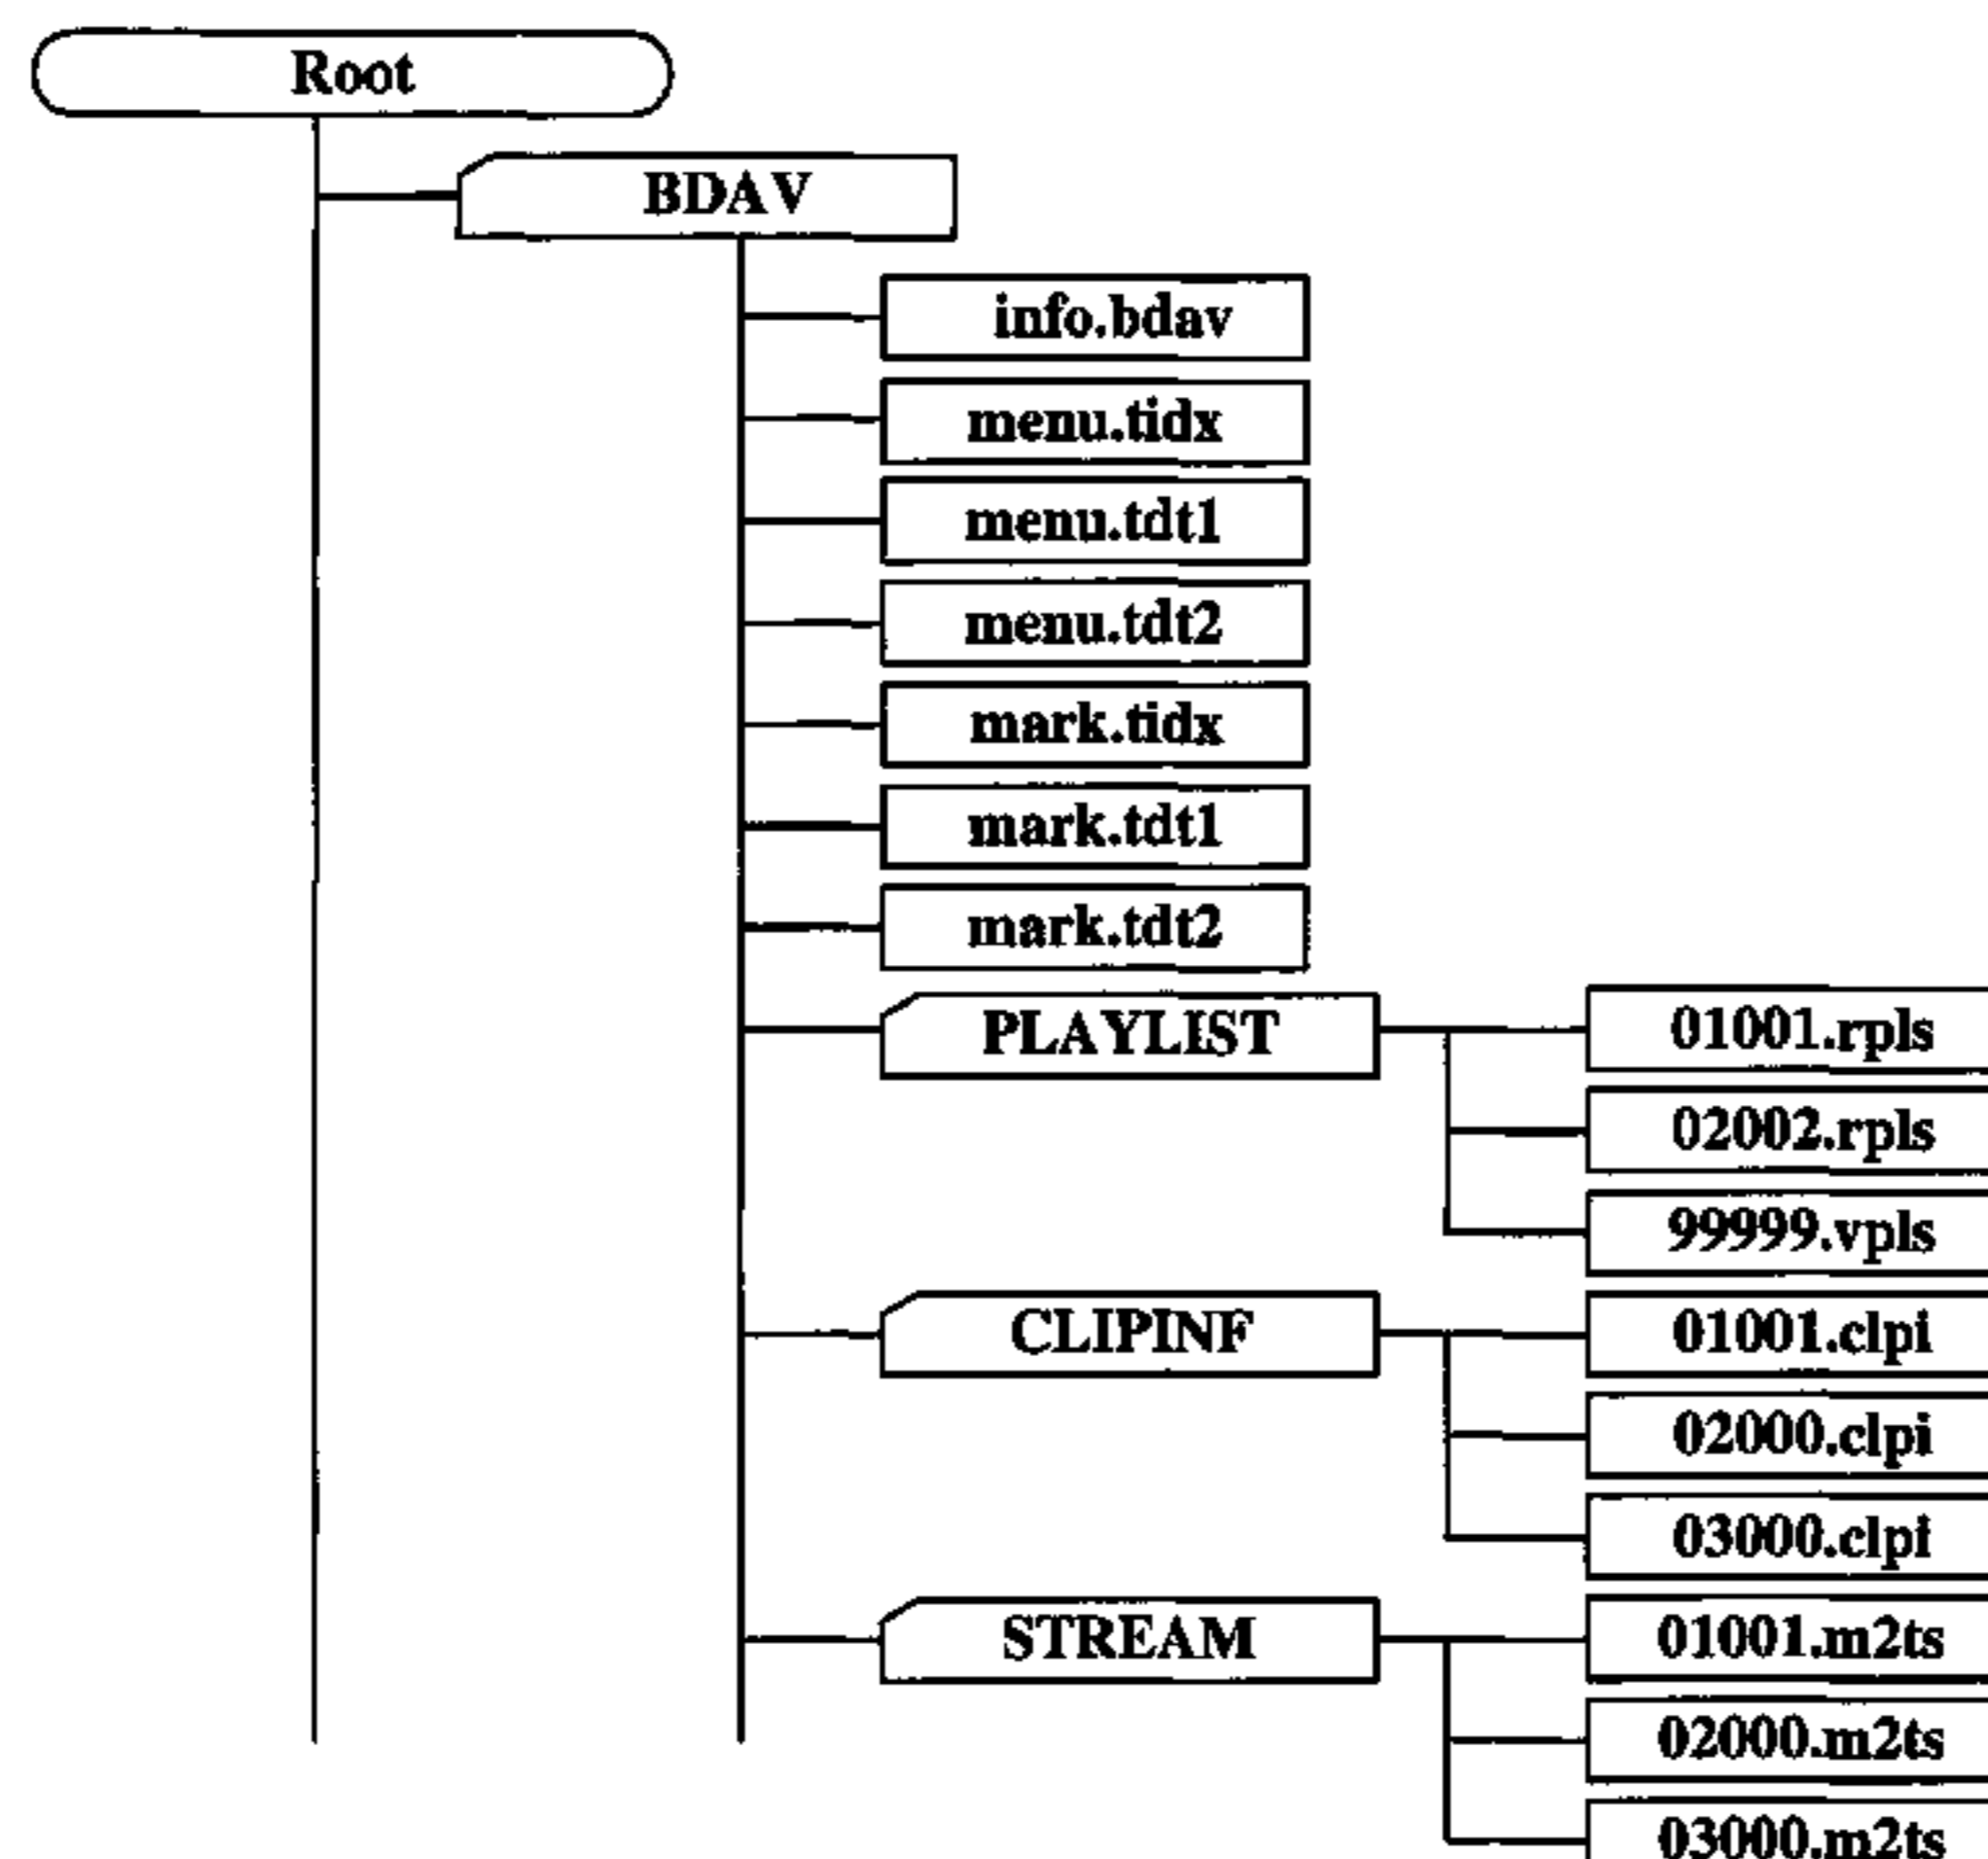 Root
BDAV
info.bdav
menu.tidx
menu.tdt1
menu.tdt2
mark.tidx
mark.tdt1
mark.tdt2
PLAYLIST
01001.rpls
02002.rpls
99999.vpls
CLIPINF
01001.clpi
02000.clpi
03000.clpi
STREAM
01001.m2ts
02000.m2ts
03000.m2ts